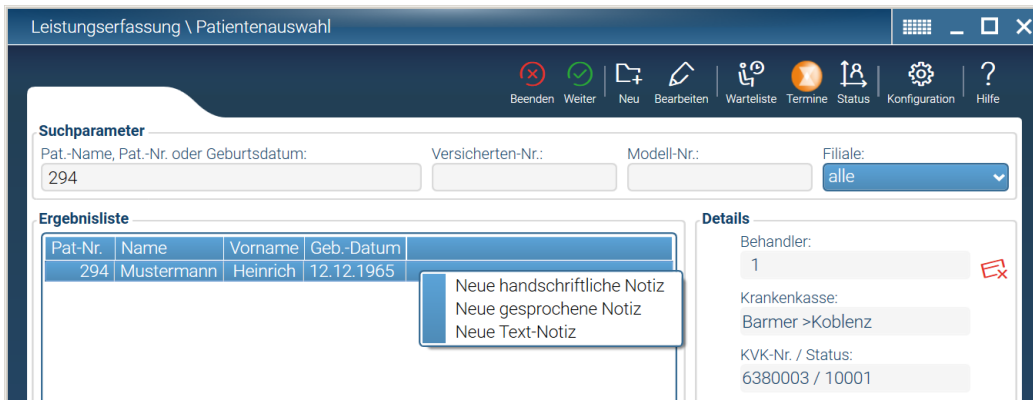 Leistungserfassung \ Patientenauswahl
Beenden Weiter Neu Bearbeiten Warteliste Termine Status Konfiguration Hilfe
Suchparameter
Pat.-Name, Pat.-Nr. oder Geburtsdatum: Versicherten-Nr.: Modell-Nr.: Filiale:
294 alle
Ergebnisliste
Pat-Nr. Name Vorname Geb.-Datum
294 Mustermann Heinrich 12.12.1965
Neue handschriftliche Notiz
Neue gesprochene Notiz
Neue Text-Notiz
Details
Behandler:
1
Krankenkasse:
Barmer >Koblenz
KVK-Nr. / Status:
6380003 / 10001